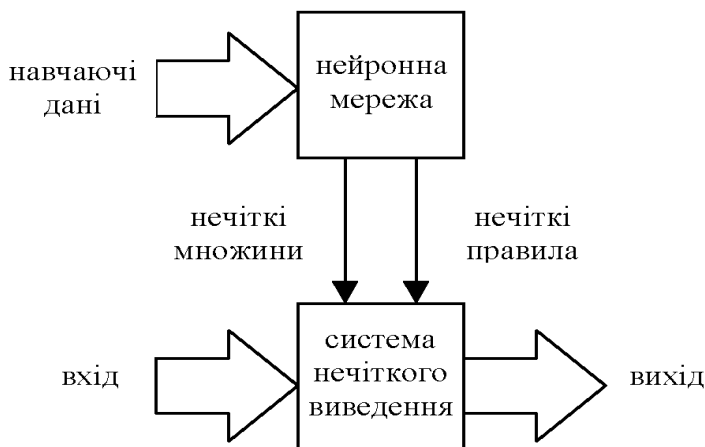 навчаючі
дані
нейронна
мережа
нечіткі
множини
нечіткі
правила
вхід
система
нечіткого
виведення
вихід